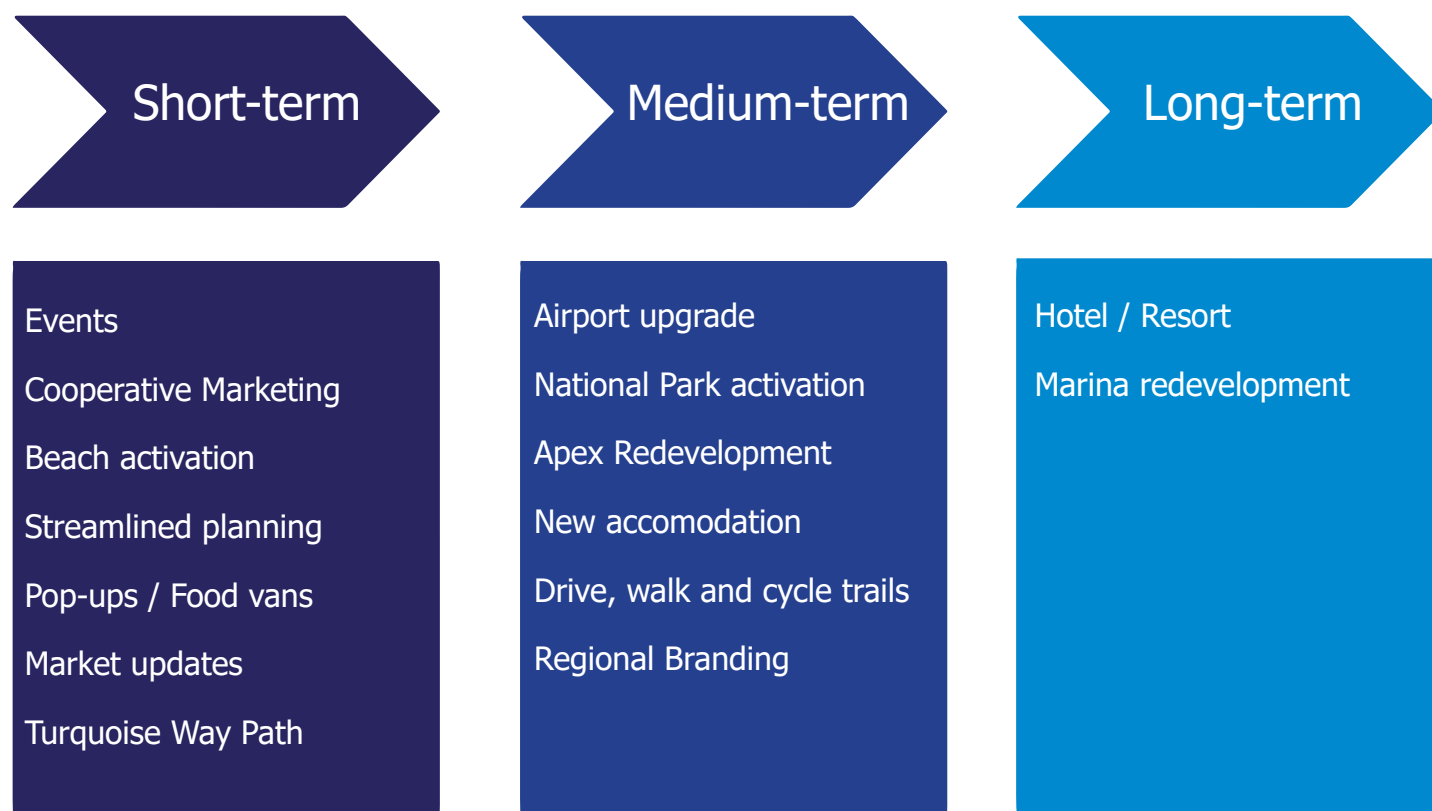 Short-term
Medium-term
Long-term
Events
Cooperative Marketing
Beach activation
Streamlined planning
Pop-ups / Food vans
Market updates
Turquoise Way Path
Airport upgrade
National Park activation
Apex Redevelopment
New accomodation
Drive, walk and cycle trails
Regional Branding
Hotel / Resort
Marina redevelopment